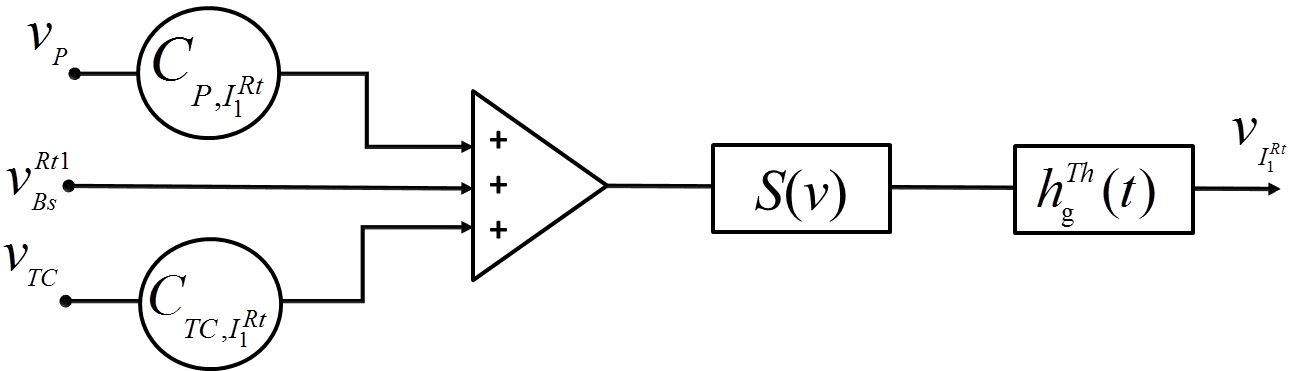 v_P
C_{P,I_1^{Rt}}
+
v_{Bs}^{Rt1}
+
v_{TC}
C_{TC,I_1^{Rt}}
+
S(v)
h_g^{Th}(t)
v_{I_1^{Rt}}